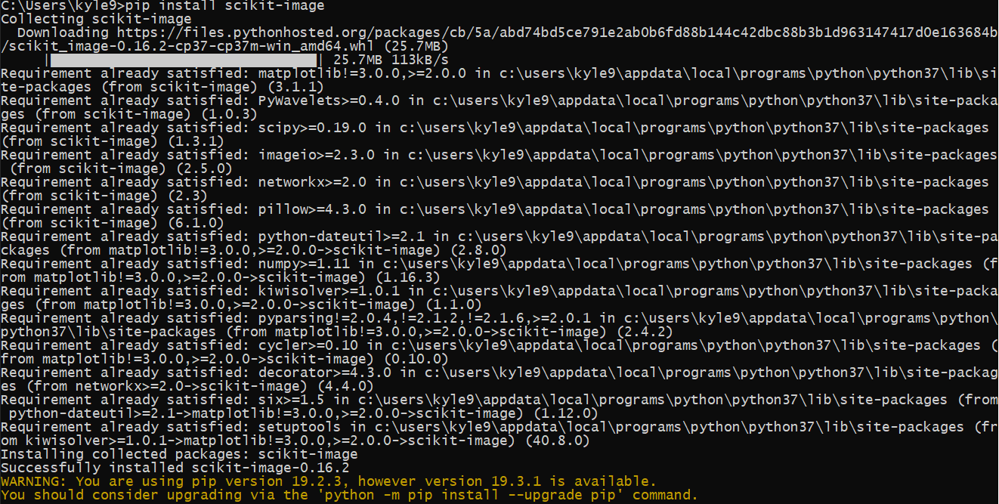 C:\Users\kyle9>pip install scikit-image
Collecting scikit-image
  Downloading https://files.pythonhosted.org/packages/cb/5a/abd74bd5ce791e2ab0b6fd88b144c42dbc88b3b1d963147417d0e163684b
/scikit_image-0.16.2-cp37-cp37m-win_amd64.whl (25.7MB)
     |████████████████████████████████| 25.7MB 113kB/s
Requirement already satisfied: matplotlib!=3.0.0,>=2.0.0 in c:\users\kyle9\appdata\local\programs\python\python37\lib\si
te-packages (from scikit-image) (3.1.1)
Requirement already satisfied: PyWavelets>=0.4.0 in c:\users\kyle9\appdata\local\programs\python\python37\lib\site-packa
ges (from scikit-image) (1.0.3)
Requirement already satisfied: scipy>=0.19.0 in c:\users\kyle9\appdata\local\programs\python\python37\lib\site-packages
(from scikit-image) (1.3.1)
Requirement already satisfied: imageio>=2.3.0 in c:\users\kyle9\appdata\local\programs\python\python37\lib\site-packages
 (from scikit-image) (2.5.0)
Requirement already satisfied: networkx>=2.0 in c:\users\kyle9\appdata\local\programs\python\python37\lib\site-packages
(from scikit-image) (2.3)
Requirement already satisfied: pillow>=4.3.0 in c:\users\kyle9\appdata\local\programs\python\python37\lib\site-packages
(from scikit-image) (6.1.0)
Requirement already satisfied: python-dateutil>=2.1 in c:\users\kyle9\appdata\local\programs\python\python37\lib\site-pa
ckages (from matplotlib!=3.0.0,>=2.0.0->scikit-image) (2.8.0)
Requirement already satisfied: numpy>=1.11 in c:\users\kyle9\appdata\local\programs\python\python37\lib\site-packages (f
rom matplotlib!=3.0.0,>=2.0.0->scikit-image) (1.16.3)
Requirement already satisfied: kiwisolver>=1.0.1 in c:\users\kyle9\appdata\local\programs\python\python37\lib\site-packa
ges (from matplotlib!=3.0.0,>=2.0.0->scikit-image) (1.1.0)
Requirement already satisfied: pyparsing!=2.0.4,!=2.1.2,!=2.1.6,>=2.0.1 in c:\users\kyle9\appdata\local\programs\python\
python37\lib\site-packages (from matplotlib!=3.0.0,>=2.0.0->scikit-image) (2.4.2)
Requirement already satisfied: cycler>=0.10 in c:\users\kyle9\appdata\local\programs\python\python37\lib\site-packages (
from matplotlib!=3.0.0,>=2.0.0->scikit-image) (0.10.0)
Requirement already satisfied: decorator>=4.3.0 in c:\users\kyle9\appdata\local\programs\python\python37\lib\site-packag
es (from networkx>=2.0->scikit-image) (4.4.0)
Requirement already satisfied: six>=1.5 in c:\users\kyle9\appdata\local\programs\python\python37\lib\site-packages (from
 python-dateutil>=2.1->matplotlib!=3.0.0,>=2.0.0->scikit-image) (1.12.0)
Requirement already satisfied: setuptools in c:\users\kyle9\appdata\local\programs\python\python37\lib\site-packages (fr
om kiwisolver>=1.0.1->matplotlib!=3.0.0,>=2.0.0->scikit-image) (40.8.0)
Installing collected packages: scikit-image
Successfully installed scikit-image-0.16.2
WARNING: You are using pip version 19.2.3, however version 19.3.1 is available.
You should consider upgrading via the 'python -m pip install --upgrade pip' command.